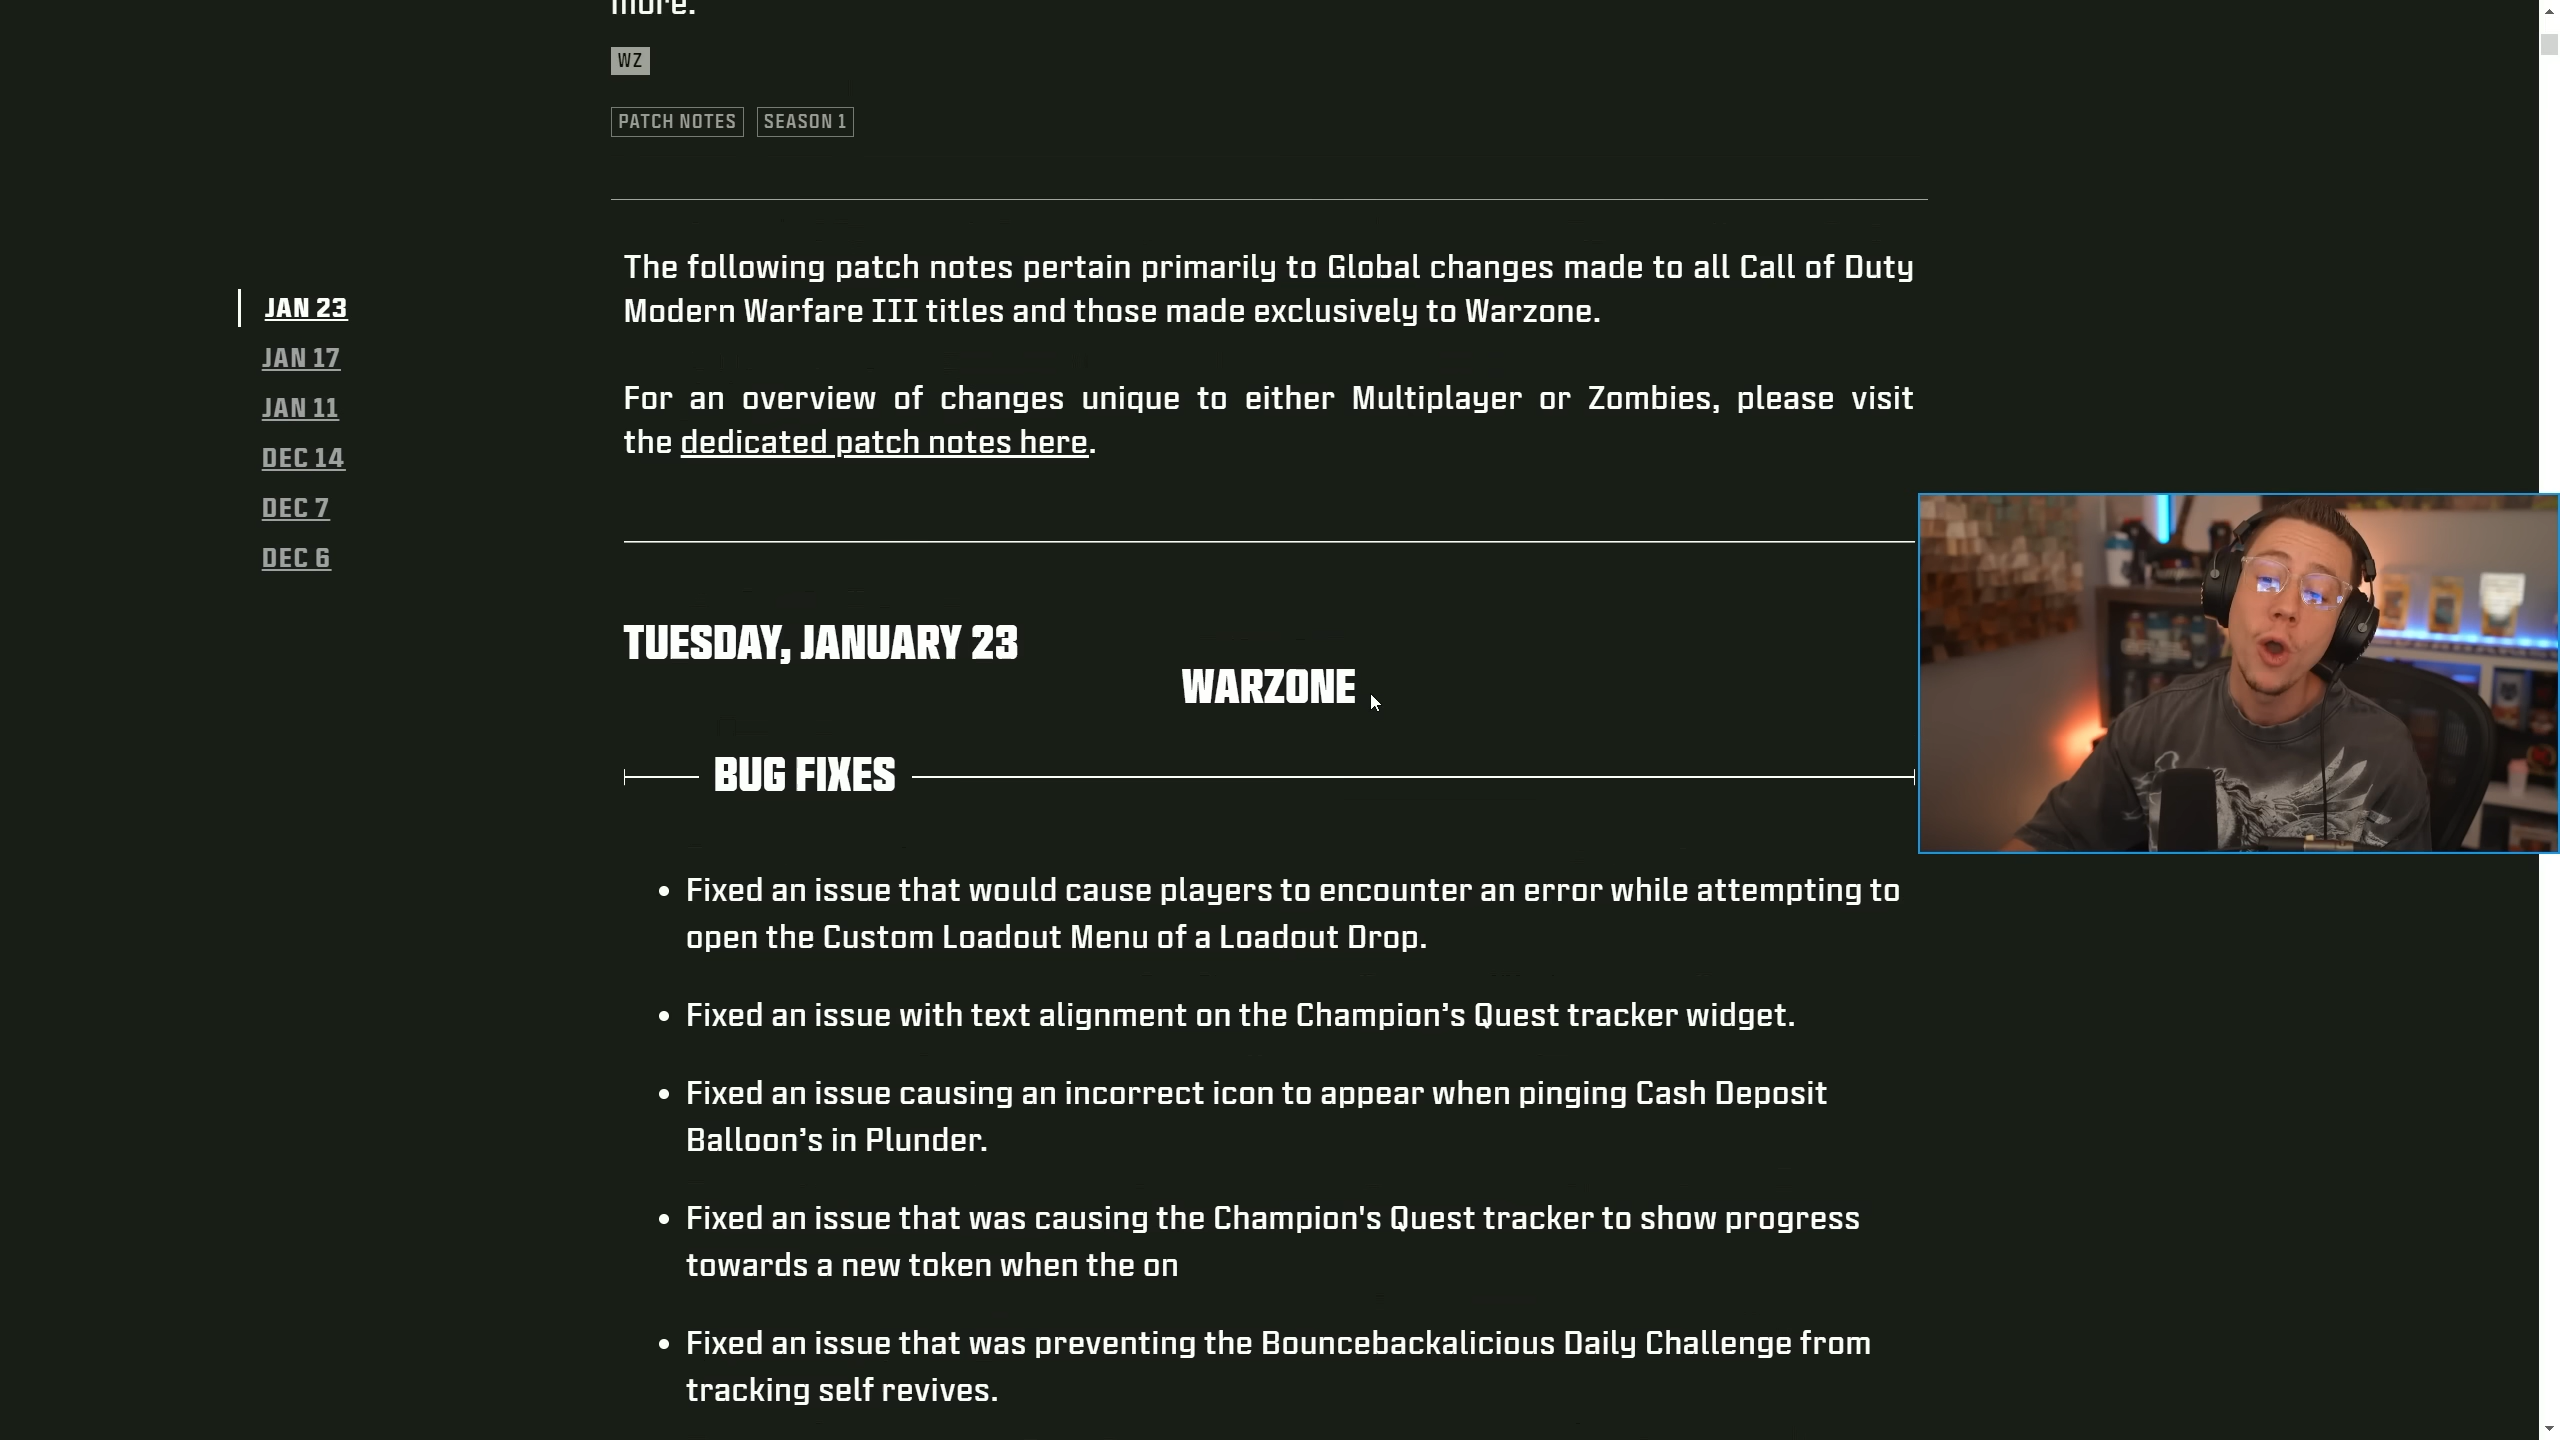 more.
WZ
PATCH NOTES SEASON 1
The following patch notes pertain primarily to Global changes made to all Call of Duty
Modern Warfare III titles and those made exclusively to Warzone.
For an overview of changes unique to either Multiplayer or Zombies, please visit
the dedicated patch notes here.
JAN 23
JAN 17
JAN 11
DEC 14
DEC 7
DEC 6
TUESDAY, JANUARY 23
WARZONE
BUG FIXES
• Fixed an issue that would cause players to encounter an error while attempting to
open the Custom Loadout Menu of a Loadout Drop.
• Fixed an issue with text alignment on the Champion’s Quest tracker widget.
• Fixed an issue causing an incorrect icon to appear when pinging Cash Deposit
Balloon’s in Plunder.
• Fixed an issue that was causing the Champion's Quest tracker to show progress
towards a new token when the on
• Fixed an issue that was preventing the Bouncebackalicious Daily Challenge from
tracking self revives.